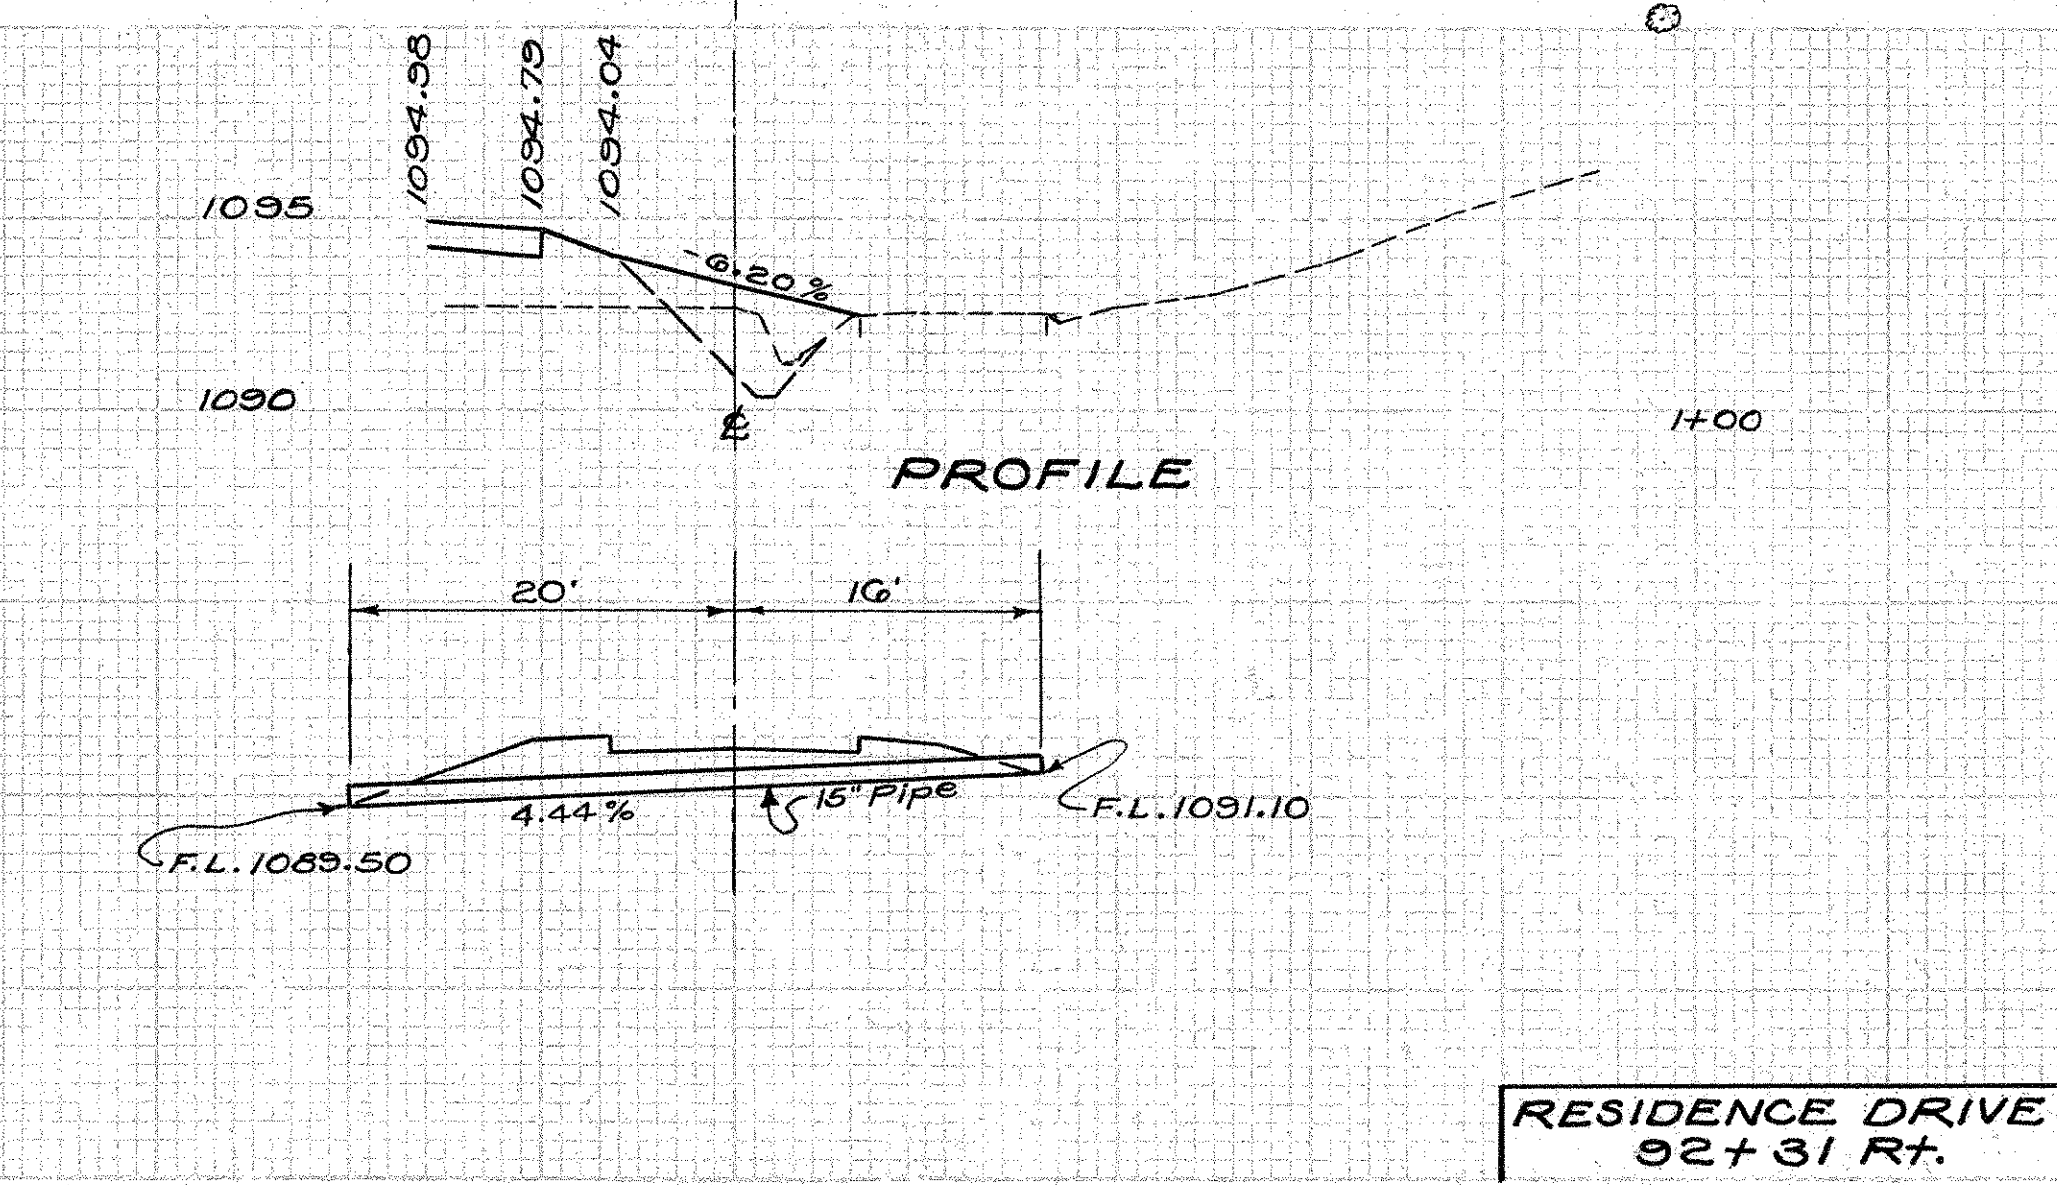 1094.98
1094.79
1094.04
1095
-6.20 %
1090
℄
1+00
PROFILE
20'
16'
15" Pipe
4.44 %
F.L. 1091.10
F.L. 1089.50
RESIDENCE DRIVE
92+31 Rt.